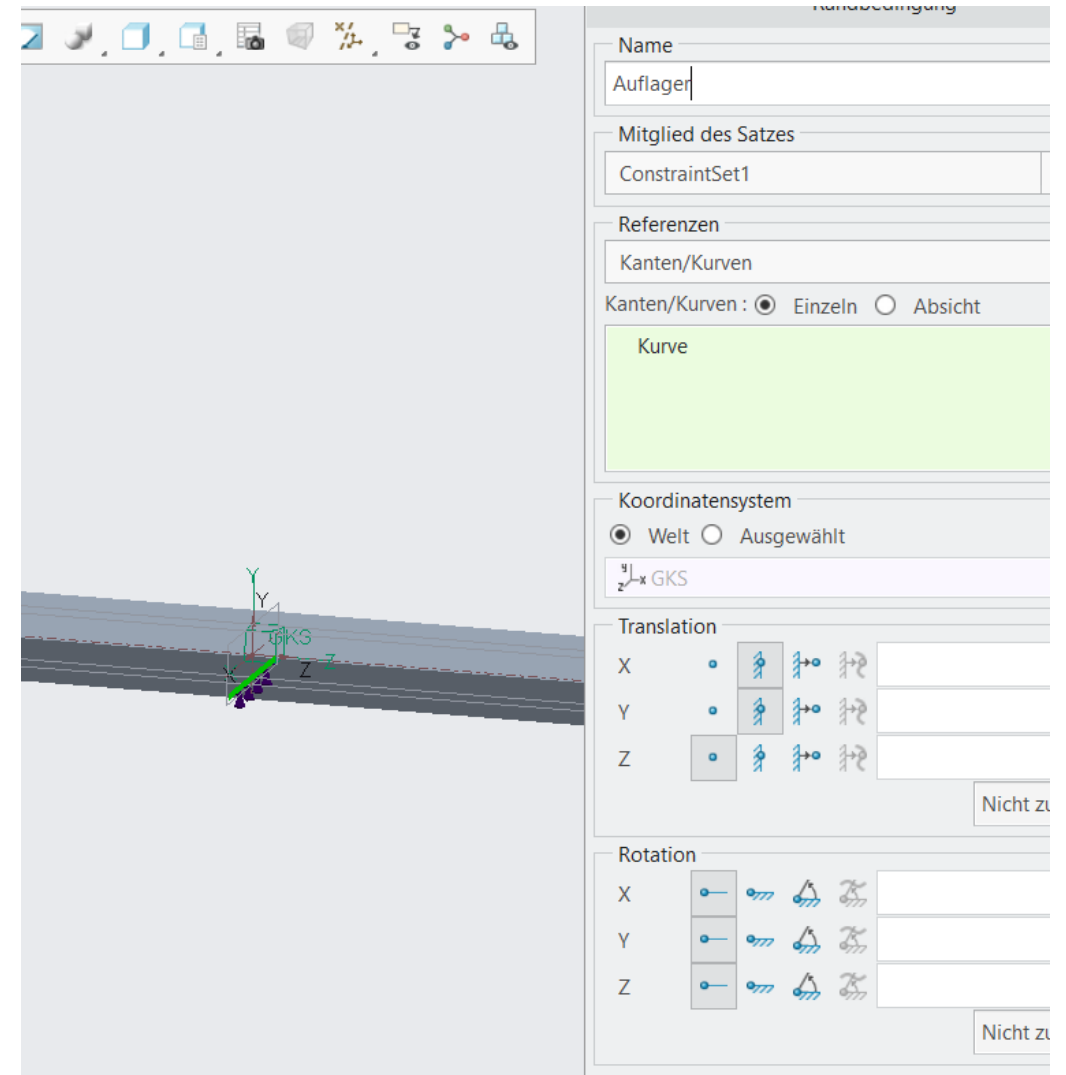 Randbedingung
Name
Auflager
Mitglied des Satzes
ConstraintSet1
Referenzen
Kanten/Kurven
Kanten/Kurven : Einzeln Absicht
Kurve
Koordinatensystem
Welt Ausgewählt
y x z GKS
Y
Y
GKS
X Z Z
Translation
X
Y
Z
Nicht zu
Rotation
X
Y
Z
Nicht zu